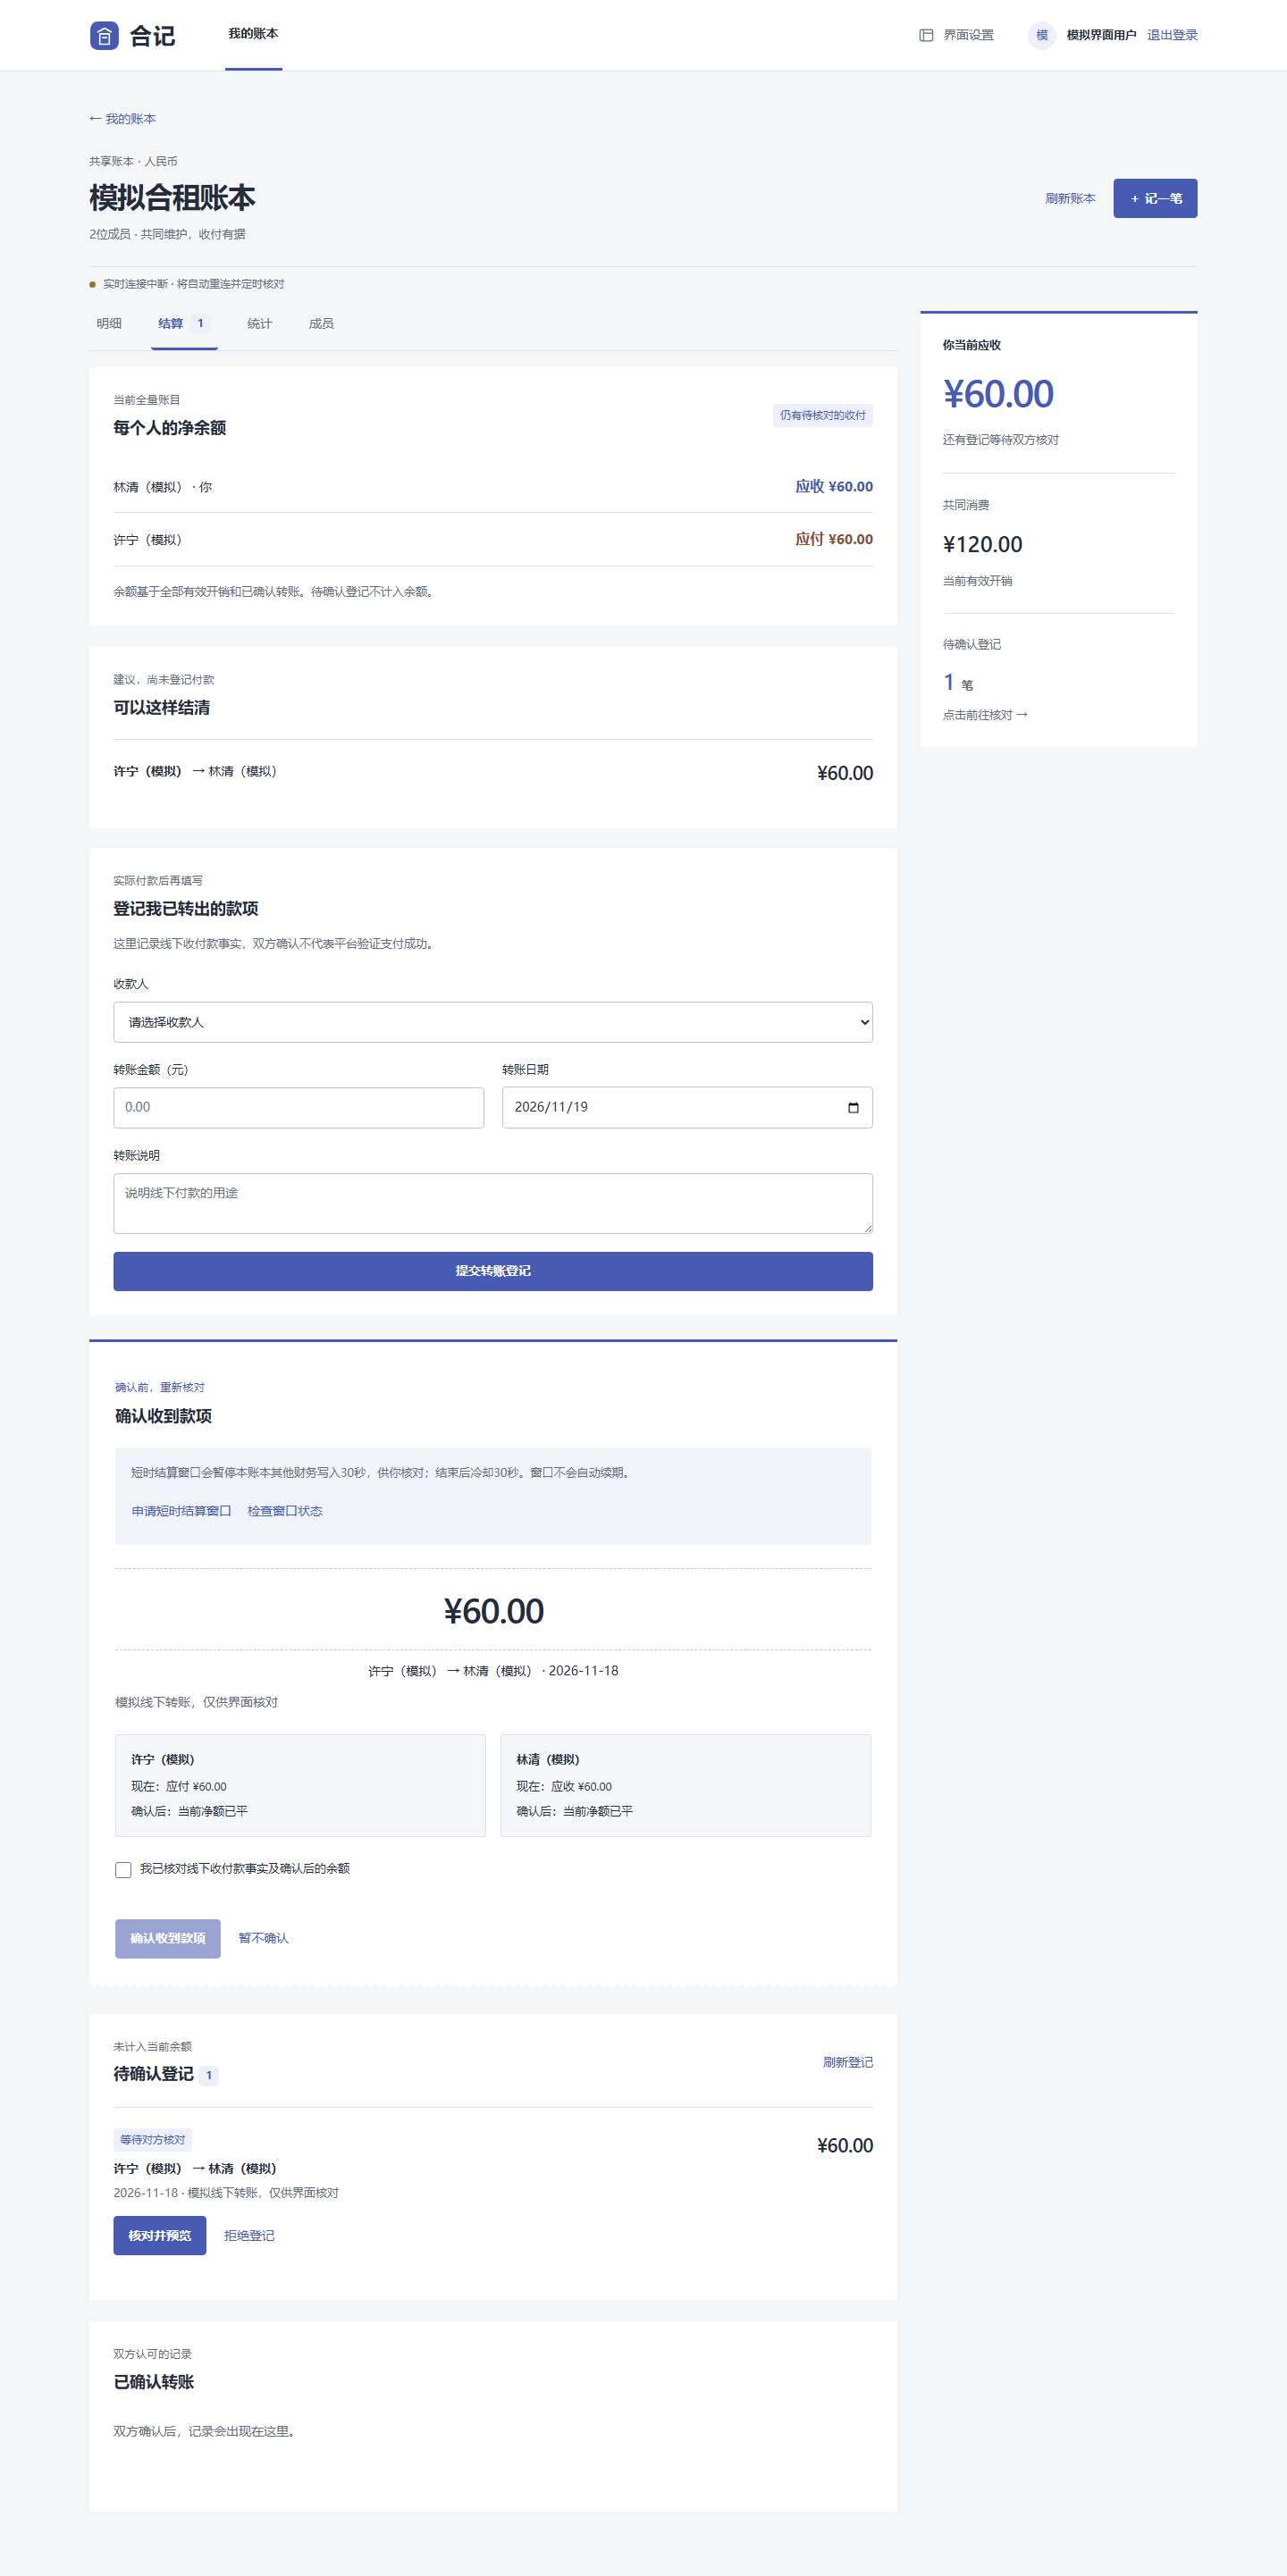 合记
我的账本
界面设置
模 模拟界面用户 退出登录
← 我的账本
共享账本 · 人民币
模拟合租账本
2位成员 · 共同维护，收付有据
刷新账本
+ 记一笔
实时连接中断 · 将自动重连并定时核对
明细 结算 1 统计 成员
当前全量账目
每个人的净余额
仍有待核对的收付
林清（模拟） · 你 应收 ¥60.00
许宁（模拟） 应付 ¥60.00
余额基于全部有效开销和已确认转账。待确认登记不计入余额。
建议，尚未登记付款
可以这样结清
许宁（模拟） → 林清（模拟） ¥60.00
实际付款后再填写
登记我已转出的款项
这里记录线下收付款事实，双方确认不代表平台验证支付成功。
收款人
请选择收款人
转账金额（元） 转账日期
0.00 2026/11/19
转账说明
说明线下付款的用途
提交转账登记
确认前，重新核对
确认收到款项
短时结算窗口会暂停本账本其他财务写入30秒，供你核对；结束后冷却30秒。窗口不会自动续期。
申请短时结算窗口 检查窗口状态
¥60.00
许宁（模拟） → 林清（模拟） · 2026-11-18
模拟线下转账，仅供界面核对
许宁（模拟）
现在：应付 ¥60.00
确认后：当前净额已平
林清（模拟）
现在：应收 ¥60.00
确认后：当前净额已平
我已核对线下收付款事实及确认后的余额
确认收到款项 暂不确认
未计入当前余额
待确认登记 1
刷新登记
等待对方核对
许宁（模拟） → 林清（模拟）
¥60.00
2026-11-18 · 模拟线下转账，仅供界面核对
核对并预览 拒绝登记
双方认可的记录
已确认转账
双方确认后，记录会出现在这里。
你当前应收
¥60.00
还有登记等待双方核对
共同消费
¥120.00
当前有效开销
待确认登记
1 笔
点击前往核对 →